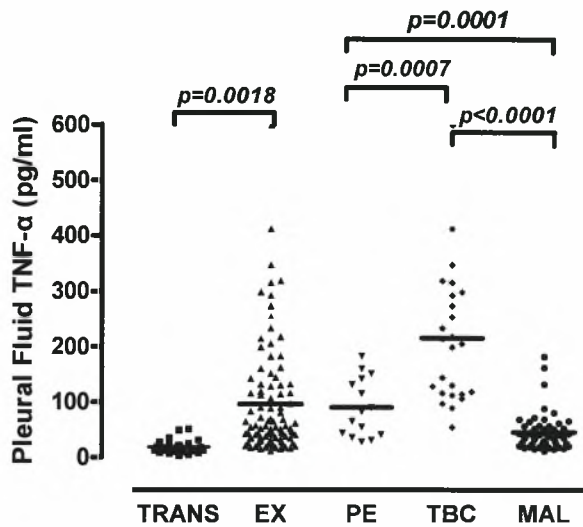 p=0.0001
p=0.0007
p=0.0018
p<0.0001
Pleural Fluid TNF-α (pg/ml)
600
500
400
300
200
100
0
TRANS EX PE TBC MAL